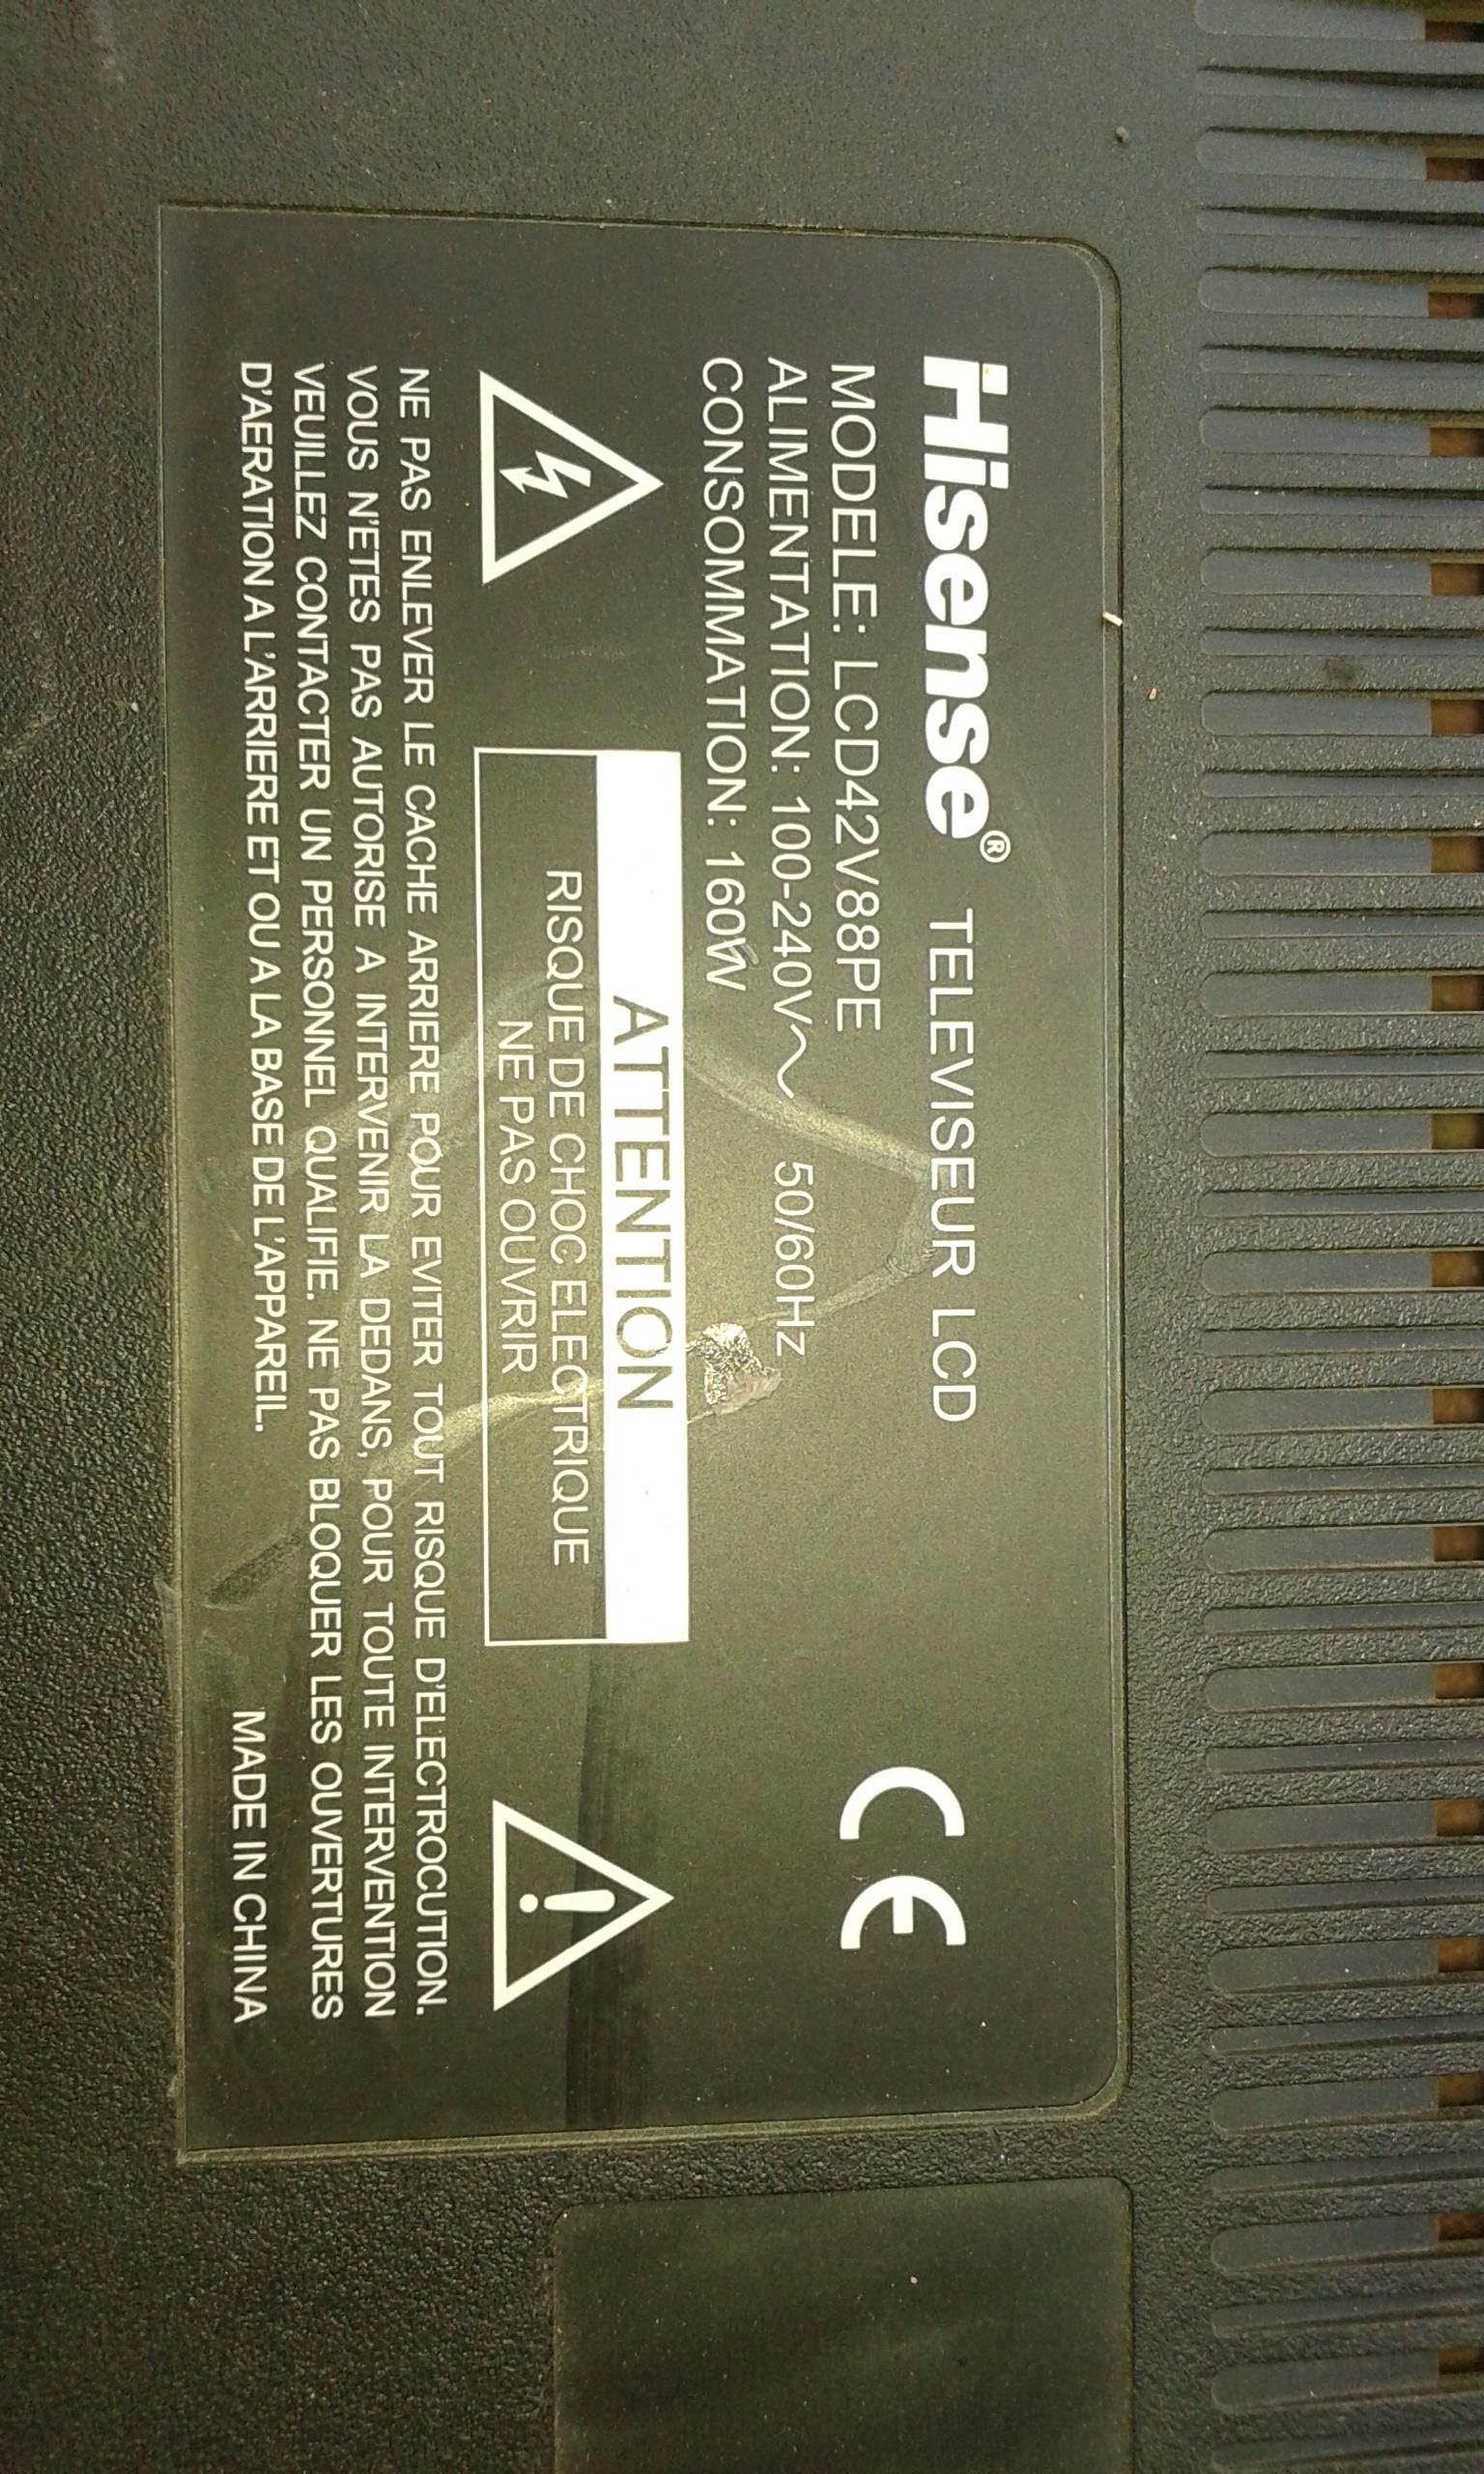 Hisense® TELEVISEUR LCD
MODELE: LCD42V88PE
ALIMENTATION: 100-240V~ 50/60Hz
CONSOMMATION: 160W
CE
ATTENTION
RISQUE DE CHOC ELECTRIQUE
NE PAS OUVRIR
NE PAS ENLEVER LE CACHE ARRIERE POUR EVITER TOUT RISQUE D'ELECTROCUTION.
VOUS N'ETES PAS AUTORISE A INTERVENIR LA DEDANS, POUR TOUTE INTERVENTION
VEUILLEZ CONTACTER UN PERSONNEL QUALIFIE. NE PAS BLOQUER LES OUVERTURES
D'AERATION A L'ARRIERE ET OU A LA BASE DE L'APPAREIL.
MADE IN CHINA